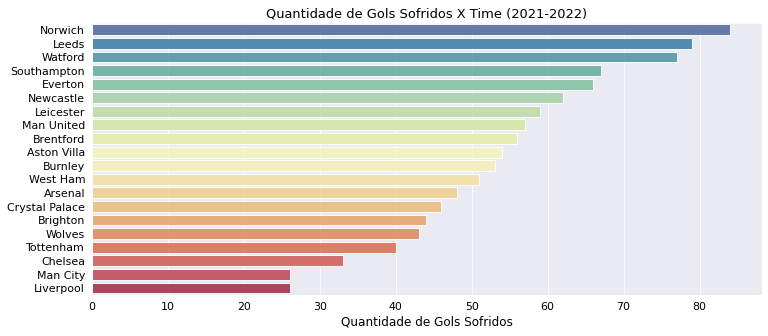 Quantidade de Gols Sofridos X Time (2021-2022)
Norwich
Leeds
Watford
Southampton
Everton
Newcastle
Leicester
Man United
Brentford
Aston Villa
Burnley
West Ham
Arsenal
Crystal Palace
Brighton
Wolves
Tottenham
Chelsea
Man City
Liverpool
0 10 20 30 40 50 60 70 80
Quantidade de Gols Sofridos